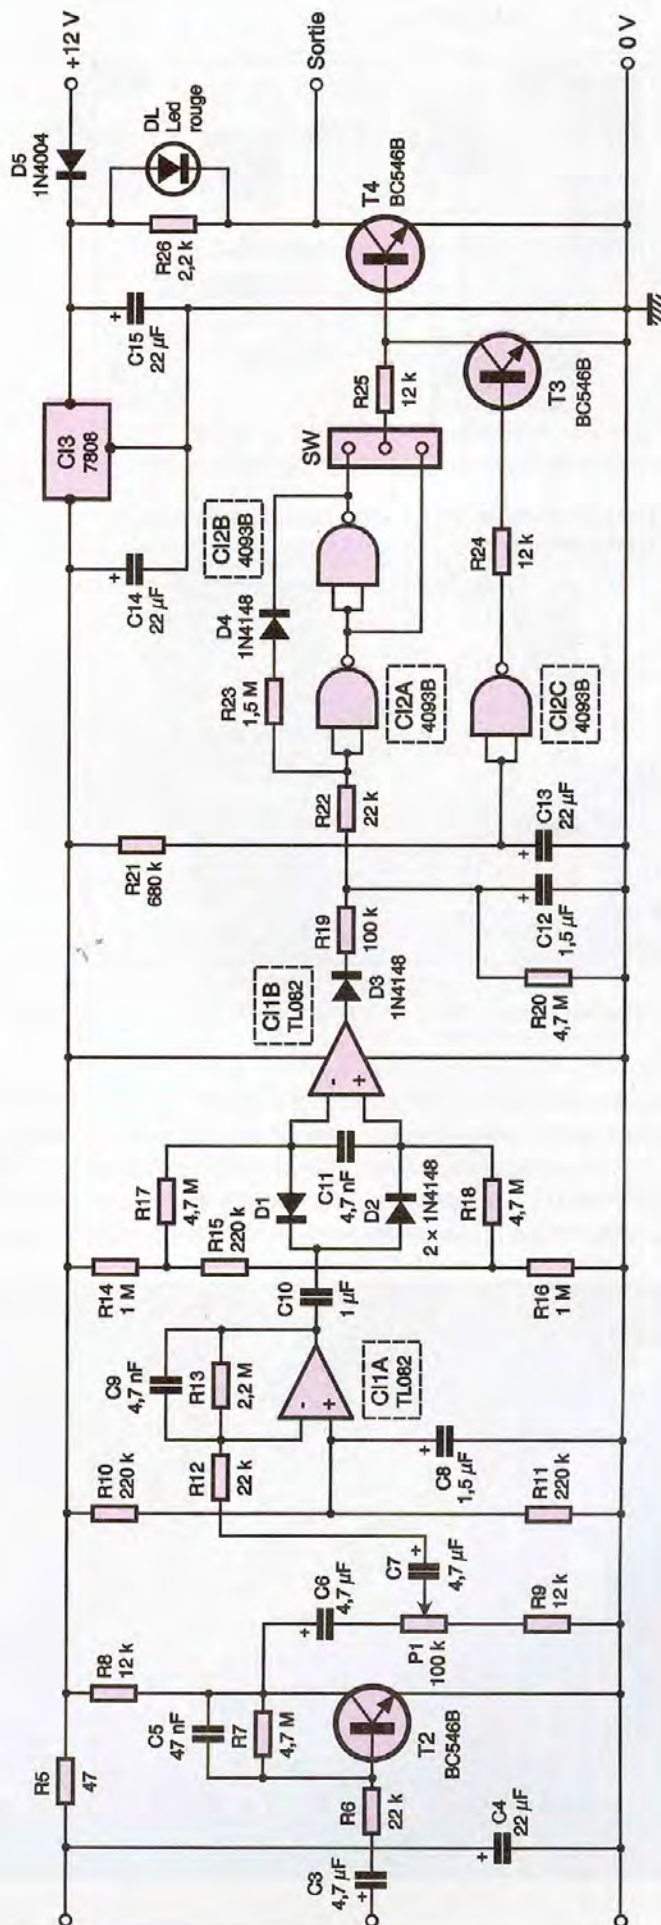 R5
47
C3
4,7 µF
R6
22 k
C4
22 µF
C5
47 nF
R7
4,7 M
R8
12 k
T2
BC546B
C6
4,7 µF
P1
100 k
R9
12 k
C7
4,7 µF
R10
220 k
R12
22 k
C9
4,7 nF
R13
2,2 M
-
+
CI1A
TL082
C8
1,5 µF
R11
220 k
C10
1 µF
R14
1 M
R17
4,7 M
R15
220 k
D1
C11
4,7 nF
D2
2 × 1N4148
R18
4,7 M
R16
1 M
-
+
CI1B
TL082
D3
1N4148
R19
100 k
R20
4,7 M
C12
1,5 µF
R21
680 k
C13
22 µF
R22
22 k
R23
1,5 M
D4
1N4148
CI2A
4093B
CI2B
4093B
CI2C
4093B
SW
R24
12 k
R25
12 k
C14
22 µF
CI3
7808
C15
22 µF
T3
BC546B
T4
BC546B
R26
2,2 k
DL
Led
rouge
D5
1N4004
+12 V
Sortie
0 V